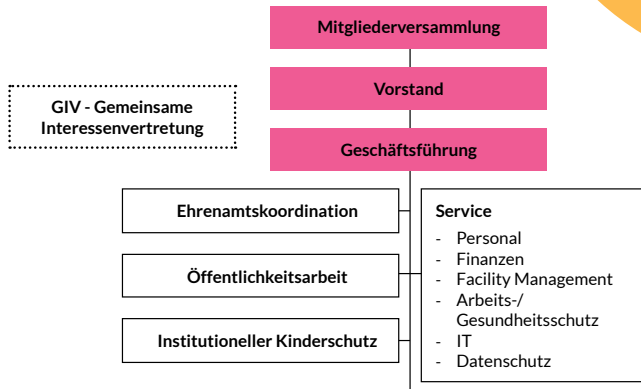 Mitgliederversammlung
Vorstand
GIV - Gemeinsame
Interessenvertretung
Geschäftsführung
Ehrenamtskoordination
Öffentlichkeitsarbeit
Institutioneller Kinderschutz
Service
- Personal
- Finanzen
- Facility Management
- Arbeits-/
Gesundheitsschutz
- IT
- Datenschutz